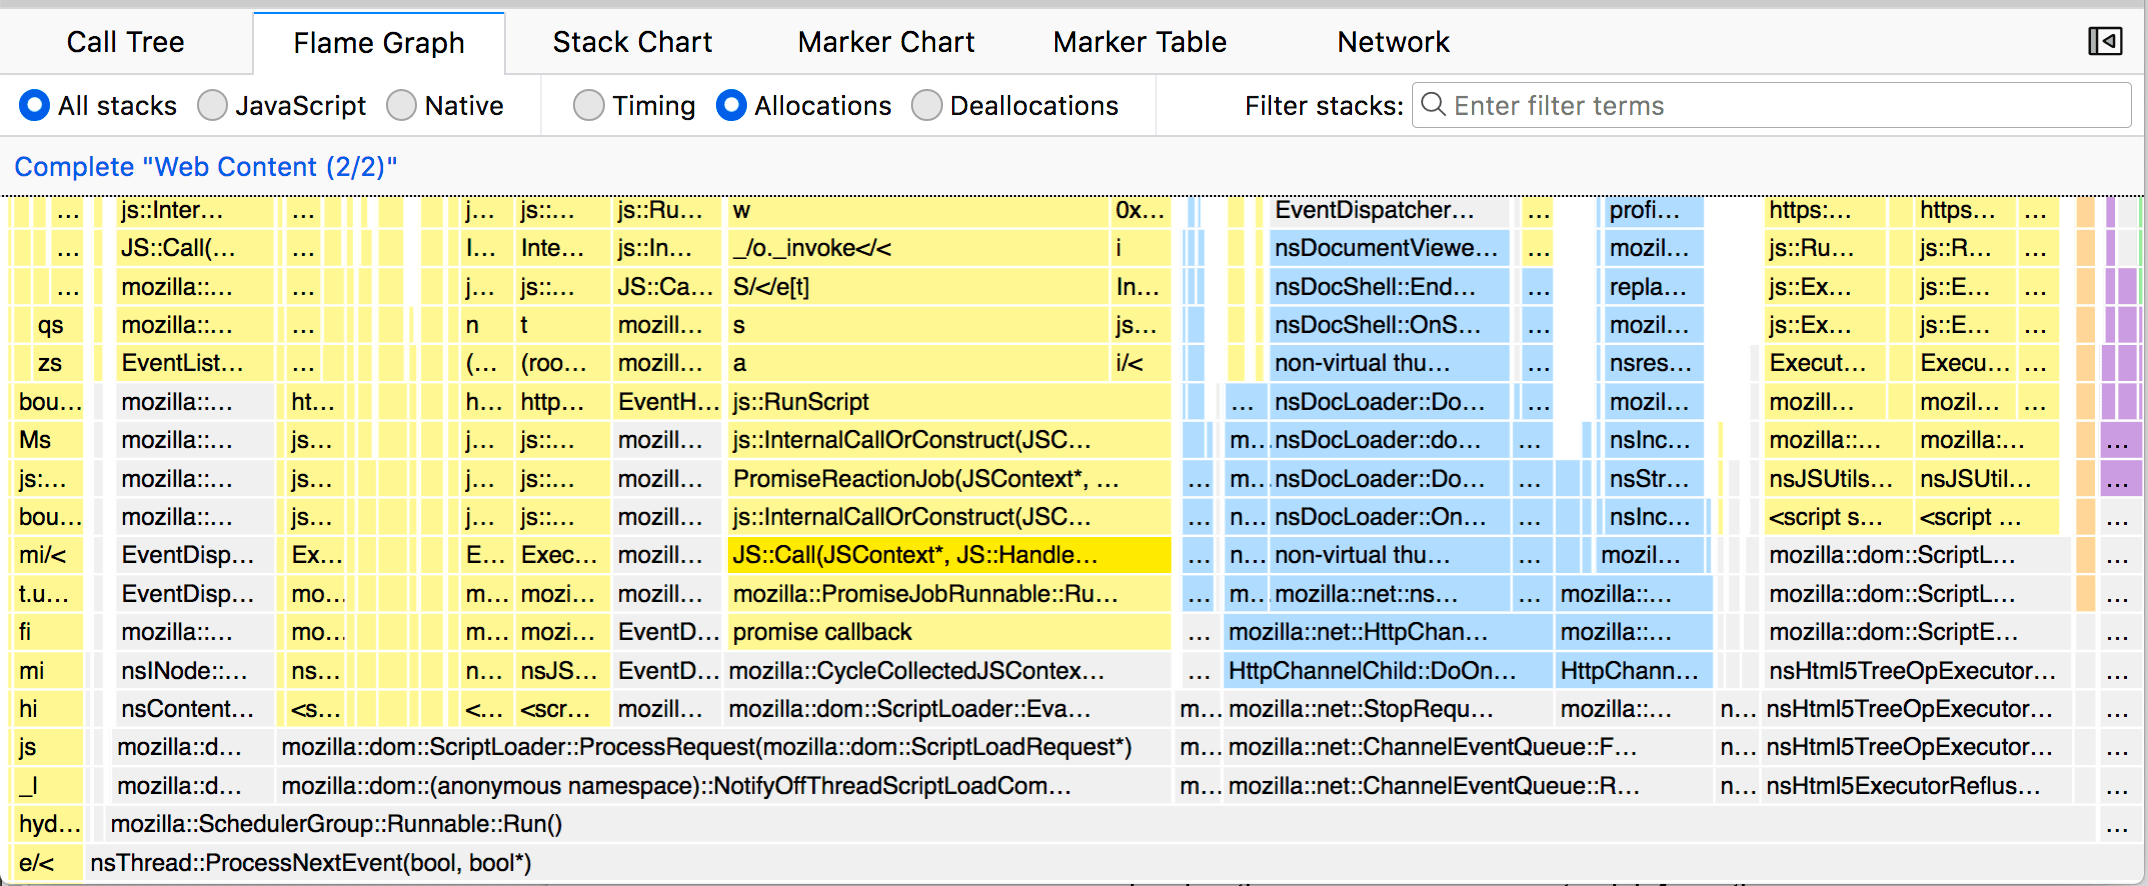 Call Tree Flame Graph Stack Chart Marker Chart Marker Table Network
All stacks JavaScript Native Timing Allocations Deallocations Filter stacks: Enter filter terms
Complete "Web Content (2/2)"
... js::Inter... ... j... js::... js::Ru... w 0x... EventDispatcher... ... profi... https:... https... ...
... JS::Call(... ... I... Inte... js::In... _/o._invoke</< i nsDocumentViewe... ... mozil... js::Ru... js::R... ...
... mozilla::... ... j... js::... JS::Ca... S/</e[t] In... nsDocShell::End... ... repla... js::Ex... js::E... ...
qs mozilla::... ... n t mozill... s js... nsDocShell::OnS... ... mozil... js::Ex... js::E... ...
zs EventList... ... (... (roo... mozill... a i/< non-virtual thu... ... nsres... Execut... Execu... ...
bou... mozilla::... ht... h... http... EventH... js::RunScript ... nsDocLoader::Do... ... mozil... mozill... mozil... ...
Ms mozilla::... js... j... js::... mozill... js::InternalCallOrConstruct(JSC... m... nsDocLoader::do... ... nsInc... mozilla::... mozilla:... ...
js:... mozilla::... js... j... js::... mozill... PromiseReactionJob(JSContext*, ... ... m... nsDocLoader::Do... ... nsStr... nsJSUtils... nsJSUtil... ...
bou... mozilla::... js... j... js::... mozill... js::InternalCallOrConstruct(JSC... ... n... nsDocLoader::On... ... nsInc... <script s... <script ... ...
mi/< EventDisp... Ex... E... Exec... mozill... JS::Call(JSContext*, JS::Handle... ... n... non-virtual thu... ... mozil... mozilla::dom::ScriptL... ...
t.u... EventDisp... mo... m... mozi... mozill... mozilla::PromiseJobRunnable::Ru... ... m... mozilla::net::ns... ... mozilla::... mozilla::dom::ScriptL... ...
fi mozilla::... mo... m... mozi... EventD... promise callback ... mozilla::net::HttpChan... mozilla::... mozilla::dom::ScriptE... ...
mi nsINode::... ns... n... nsJS... EventD... mozilla::CycleCollectedJSContex... ... HttpChannelChild::DoOn... HttpChann... nsHtml5TreeOpExecutor... ...
hi nsContent... <s... <... <scr... mozill... mozilla::dom::ScriptLoader::Eva... m... mozilla::net::StopRequ... mozilla::... n... nsHtml5TreeOpExecutor... ...
js mozilla::d... mozilla::dom::ScriptLoader::ProcessRequest(mozilla::dom::ScriptLoadRequest*) m... mozilla::net::ChannelEventQueue::F... n... nsHtml5TreeOpExecutor... ...
_l mozilla::d... mozilla::dom::(anonymous namespace)::NotifyOffThreadScriptLoadCom... m... mozilla::net::ChannelEventQueue::R... n... nsHtml5ExecutorReflus... ...
hyd... mozilla::SchedulerGroup::Runnable::Run() ...
e/< nsThread::ProcessNextEvent(bool, bool*)